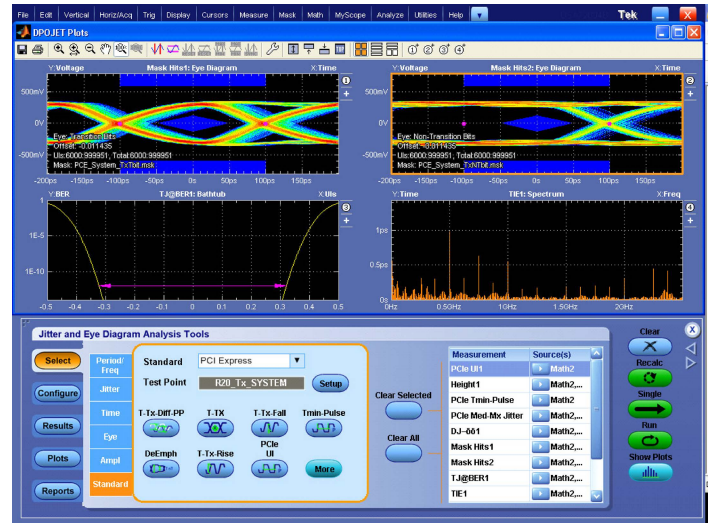 File Edit Vertical Horiz/Acq Trig Display Cursors Measure Mask Math MyScope Analyze Utilities Help Tek X
DPOJET Plots
Y:Voltage Mask Hits1: Eye Diagram X:Time
500mV
0V
-500mV
Eye: Transition Bits
Offset: -0.011435
UIs:6000:999951, Total:6000:999951
Mask: PCE_System_TxTbit.msk
-200ps -150ps -100ps -50ps 0s 50ps 100ps 150ps
1
Y:Voltage Mask Hits2: Eye Diagram X:Time
500mV
0V
-500mV
Eye: Non-Transition Bits
Offset: -0.011435
UIs:6000:999951, Total:6000:999951
Mask: PCE_System_TxNTbit.msk
-200ps -150ps -100ps -50ps 0s 50ps 100ps 150ps
2
Y:BER TJ@BER1: Bathtub X:UIs
1
1E-5
1E-10
-0.5 -0.4 -0.3 -0.2 -0.1 0 0.1 0.2 0.3 0.4 0.5
3
Y:Time TIE1: Spectrum X:Freq
1ps
0.5ps
0s
0Hz 0.5GHz 1GHz 1.5GHz 2GHz
4
Jitter and Eye Diagram Analysis Tools
Select
Configure
Results
Plots
Reports
Period/
Freq
Jitter
Time
Eye
Ampl
Standard
Standard PCI Express
Test Point R20_Tx_SYSTEM Setup
T-Tx-Diff-PP T-TX T-Tx-Fall Tmin-Pulse
DeEmph T-Tx-Rise PCIe UI More
Clear Selected
Clear All
Measurement Source(s)
PCIe UI1 Math2
Height1 Math2,...
PCIe Tmin-Pulse Math2,...
PCIe Med-Mx Jitter Math2,...
DJ–δδ1 Math2,...
Mask Hits1 Math2,...
Mask Hits2 Math2,...
TJ@BER1 Math2,...
TIE1 Math2,...
Clear
Recalc
Single
Run
Show Plots
X